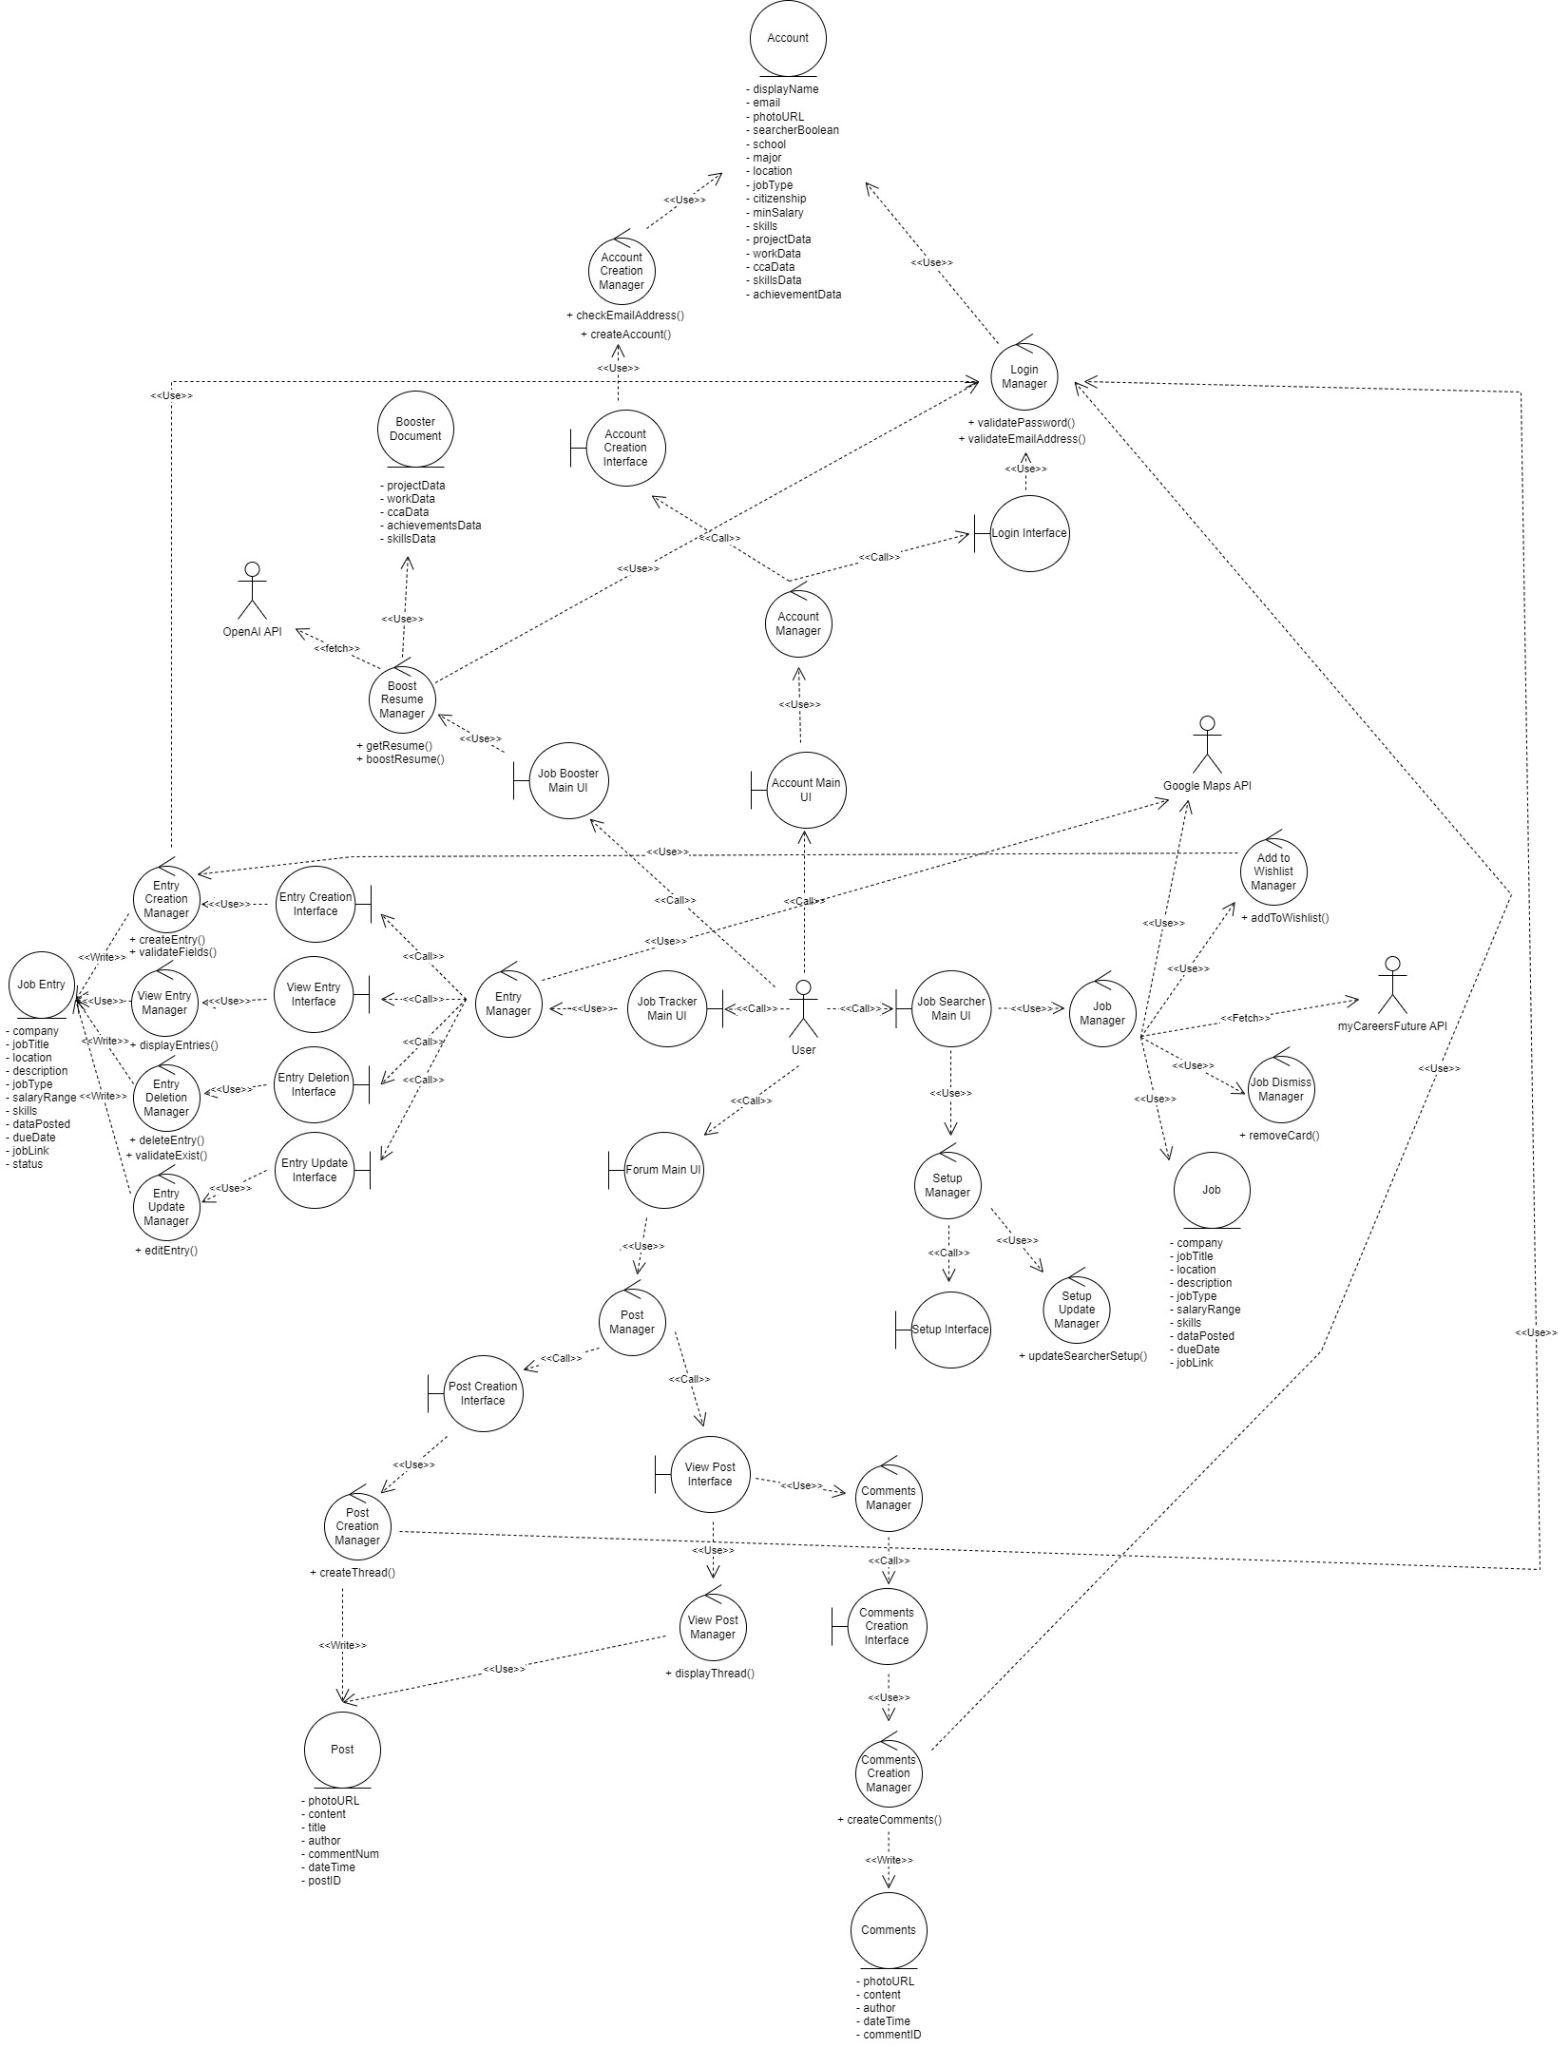 Account
- displayName
- email
- photoURL
- searcherBoolean
- school
- major
- location
- jobType
- citizenship
- minSalary
- skills
- projectData
- workData
- ccaData
- skillsData
- achievementData
<<Use>>
<<Use>>
Account
Creation
Manager
+ checkEmailAddress()
+ createAccount()
<<Use>>
Login
Manager
+ validatePassword()
+ validateEmailAddress()
<<Use>>
<<Use>>
Booster
Document
- projectData
- workData
- ccaData
- achievementsData
- skillsData
Account
Creation
Interface
Login Interface
<<Call>>
<<Call>>
<<Use>>
OpenAI API
<<Use>>
<<fetch>>
Account
Manager
Boost
Resume
Manager
+ getResume()
+ boostResume()
<<Use>>
<<Use>>
Job Booster
Main UI
Account Main
UI
Google Maps API
<<Use>>
Add to
Wishlist
Manager
+ addToWishlist()
Entry
Creation
Manager
+ createEntry()
+ validateFields()
<<Use>>
Entry Creation
Interface
<<Call>>
<<Call>>
<<Use>>
<<Use>>
<<Write>>
<<Call>>
<<Use>>
Job Entry
- company
- jobTitle
- location
- description
- jobType
- salaryRange
- skills
- dataPosted
- dueDate
- jobLink
- status
<<Use>>
View Entry
Manager
+ displayEntries()
<<Use>>
View Entry
Interface
<<Call>>
Entry
Manager
<<Use>>
Job Tracker
Main UI
<<Call>>
User
<<Call>>
Job Searcher
Main UI
<<Use>>
Job
Manager
<<Fetch>>
myCareersFuture API
<<Write>>
<<Call>>
<<Use>>
<<Use>>
Entry
Deletion
Manager
+ deleteEntry()
+ validateExist()
<<Use>>
Entry Deletion
Interface
<<Call>>
<<Write>>
<<Call>>
<<Use>>
<<Use>>
Job Dismiss
Manager
+ removeCard()
Entry
Update
Manager
+ editEntry()
<<Use>>
Entry Update
Interface
Forum Main UI
Setup
Manager
Job
- company
- jobTitle
- location
- description
- jobType
- salaryRange
- skills
- dataPosted
- dueDate
- jobLink
<<Use>>
<<Call>>
<<Use>>
Post
Manager
Setup Interface
Setup
Update
Manager
+ updateSearcherSetup()
<<Use>>
<<Call>>
<<Call>>
Post Creation
Interface
<<Use>>
View Post
Interface
<<Use>>
Comments
Manager
Post
Creation
Manager
+ createThread()
<<Use>>
<<Call>>
View Post
Manager
+ displayThread()
Comments
Creation
Interface
<<Write>>
<<Use>>
<<Use>>
Post
- photoURL
- content
- title
- author
- commentNum
- dateTime
- postID
Comments
Creation
Manager
+ createComments()
<<Write>>
Comments
- photoURL
- content
- author
- dateTime
- commentID